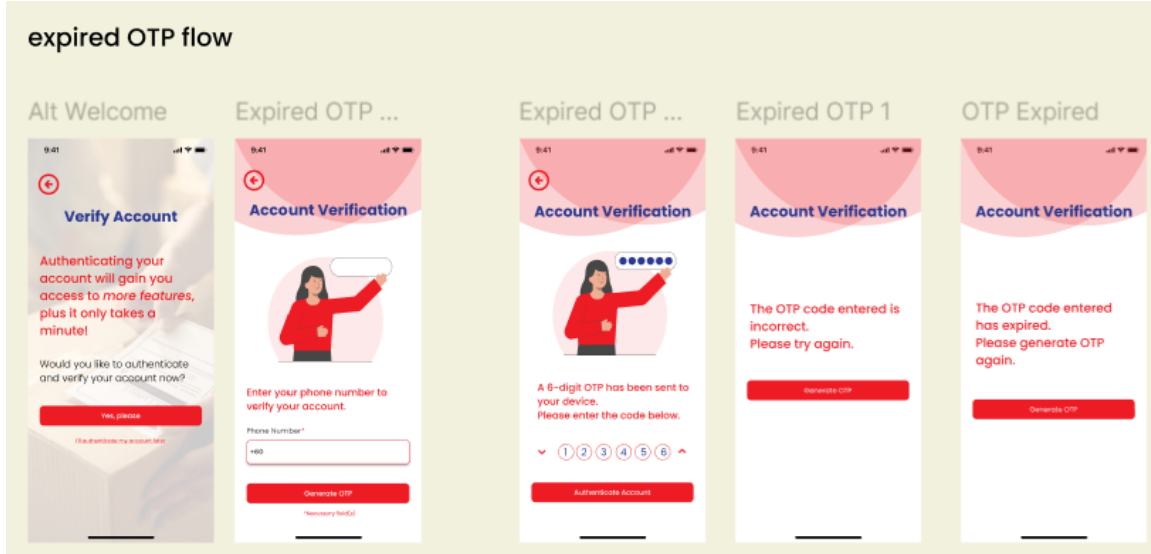 expired OTP flow
Alt Welcome
9:41
Verify Account
Authenticating your
account will gain you
access to more features,
plus it only takes a
minute!
Would you like to authenticate
and verify your account now?
Yes, please
I'll authenticate my account later
Expired OTP ...
9:41
Account Verification
Enter your phone number to
verify your account.
Phone Number*
+60
Generate OTP
*Necessary field(s)
Expired OTP ...
9:41
Account Verification
A 6-digit OTP has been sent to
your device.
Please enter the code below.
1 2 3 4 5 6
Authenticate Account
Expired OTP 1
9:41
Account Verification
The OTP code entered is
incorrect.
Please try again.
Generate OTP
OTP Expired
9:41
Account Verification
The OTP code entered
has expired.
Please generate OTP
again.
Generate OTP